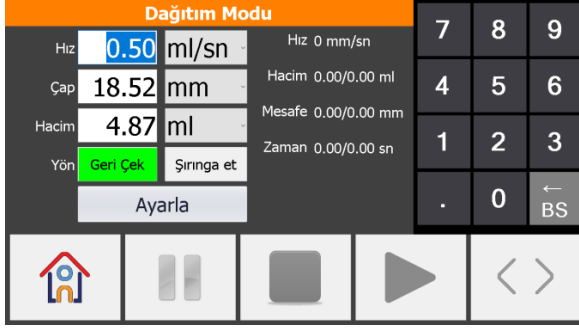 Dağıtım Modu
Hız 0.50 ml/sn
Çap 18.52 mm
Hacim 4.87 ml
Yön Geri Çek Şırınga et
Ayarla
Hız 0 mm/sn
Hacim 0.00/0.00 ml
Mesafe 0.00/0.00 mm
Zaman 0.00/0.00 sn
7 8 9
4 5 6
1 2 3
. 0 ← BS